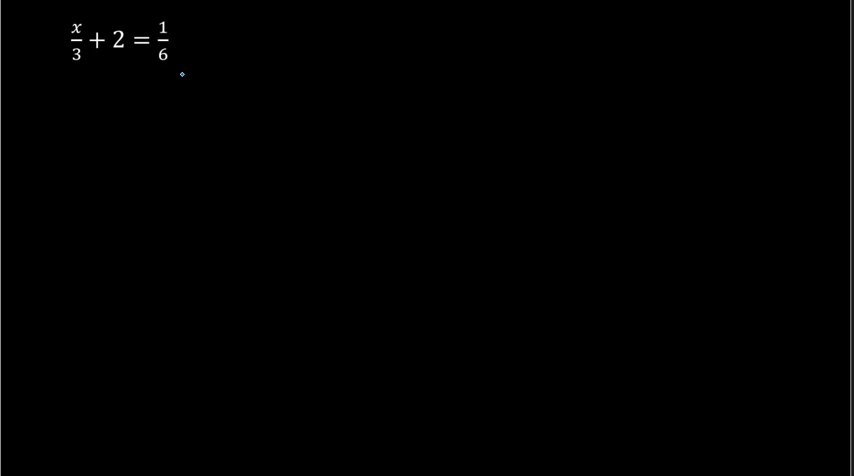 x/3 + 2 = 1/6